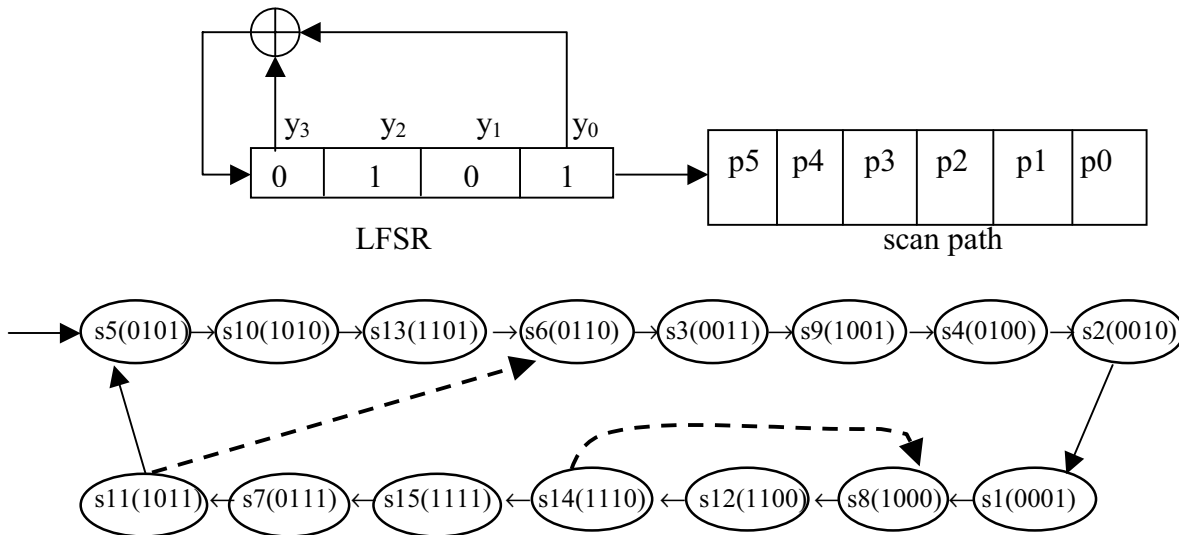 y₃ y₂ y₁ y₀
0 1 0 1
p5 p4 p3 p2 p1 p0
LFSR
scan path
s5(0101) s10(1010) s13(1101) s6(0110) s3(0011) s9(1001) s4(0100) s2(0010)
s11(1011) s7(0111) s15(1111) s14(1110) s12(1100) s8(1000) s1(0001)